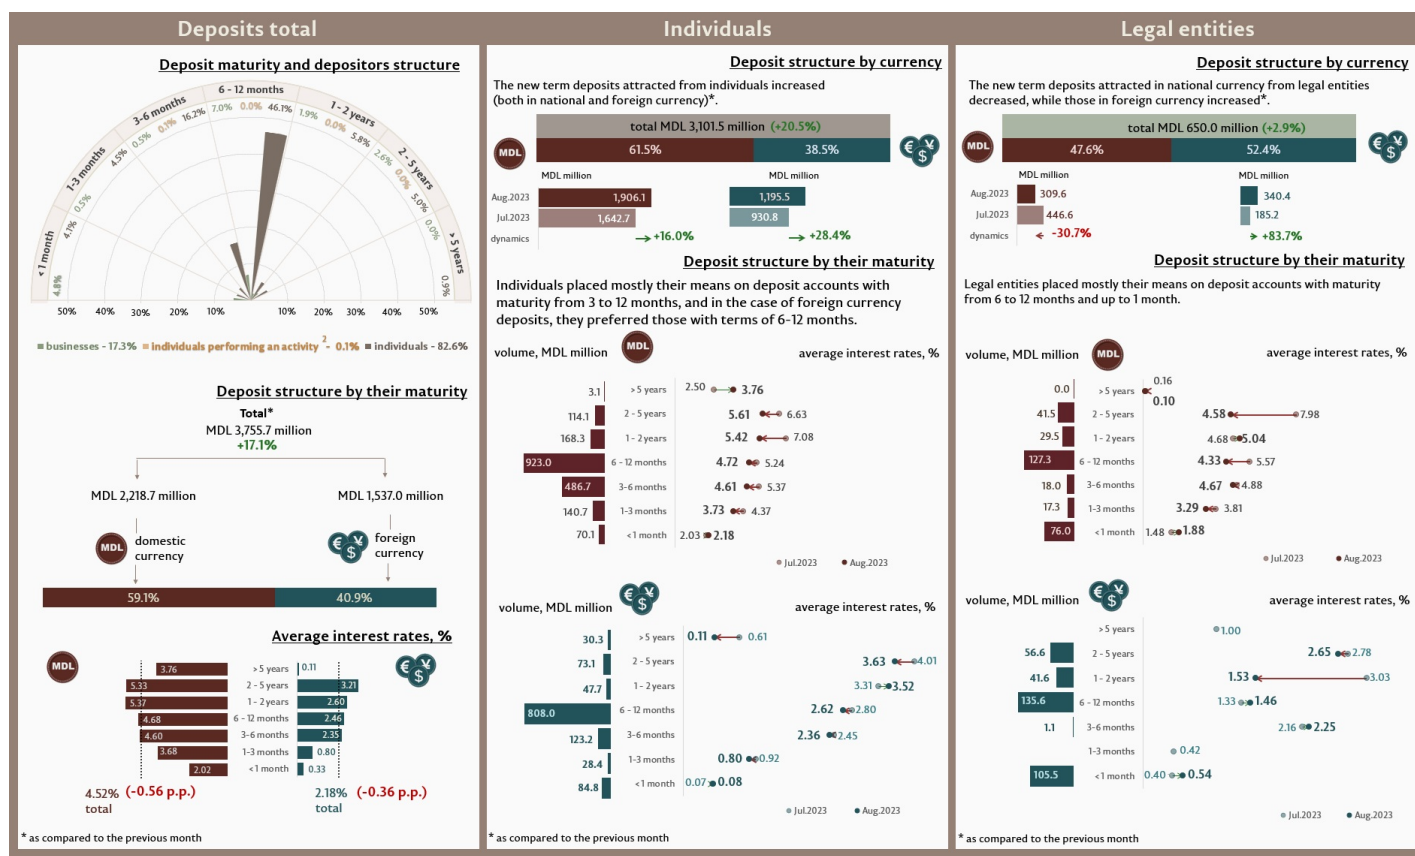 Deposits total
Deposit maturity and depositors structure
< 1 month
1-3 months
3-6 months
6 - 12 months
1 - 2 years
2 - 5 years
> 5 years
4.8%
4.1%
0.5%
4.5%
0.5%
0.1%
16.2%
7.0%
0.0%
46.1%
1.9%
0.0%
5.8%
2.6%
0.0%
5.0%
0.0%
0.9%
50%
40%
30%
20%
10%
10%
20%
30%
40%
50%
businesses - 17.3%
individuals performing an activity 2 - 0.1%
individuals - 82.6%
Deposit structure by their maturity
Total*
MDL 3,755.7 million
+17.1%
MDL 2,218.7 million
MDL 1,537.0 million
MDL
domestic
currency
€ ¥ $
foreign
currency
59.1%
40.9%
Average interest rates, %
MDL
€ ¥ $
3.76 > 5 years 0.11
5.33 2 - 5 years 3.21
5.37 1 - 2 years 2.60
4.68 6 - 12 months 2.46
4.60 3-6 months 2.35
3.68 1-3 months 0.80
2.02 <1 month 0.33
4.52% (-0.56 p.p.)
total
2.18% (-0.36 p.p.)
total
* as compared to the previous month
Individuals
Deposit structure by currency
The new term deposits attracted from individuals increased
(both in national and foreign currency)*.
total MDL 3,101.5 million (+20.5%)
MDL
61.5%
38.5%
€ ¥ $
MDL million
MDL million
Aug.2023 1,906.1 1,195.5
Jul.2023 1,642.7 930.8
dynamics +16.0% +28.4%
Deposit structure by their maturity
Individuals placed mostly their means on deposit accounts with
maturity from 3 to 12 months, and in the case of foreign currency
deposits, they preferred those with terms of 6-12 months.
volume, MDL million
MDL
average interest rates, %
3.1 > 5 years 2.50 3.76
114.1 2 - 5 years 5.61 6.63
168.3 1 - 2 years 5.42 7.08
923.0 6 - 12 months 4.72 5.24
486.7 3-6 months 4.61 5.37
140.7 1-3 months 3.73 4.37
70.1 <1 month 2.03 2.18
Jul.2023
Aug.2023
volume, MDL million
€ ¥ $
average interest rates, %
30.3 > 5 years 0.11 0.61
73.1 2 - 5 years 3.63 4.01
47.7 1 - 2 years 3.31 3.52
808.0 6 - 12 months 2.62 2.80
123.2 3-6 months 2.36 2.45
28.4 1-3 months 0.80 0.92
84.8 <1 month 0.07 0.08
Jul.2023
Aug.2023
* as compared to the previous month
Legal entities
Deposit structure by currency
The new term deposits attracted in national currency from legal entities
decreased, while those in foreign currency increased*.
total MDL 650.0 million (+2.9%)
MDL
47.6%
52.4%
€ ¥ $
MDL million
MDL million
Aug.2023 309.6 340.4
Jul.2023 446.6 185.2
dynamics -30.7% +83.7%
Deposit structure by their maturity
Legal entities placed mostly their means on deposit accounts with maturity
from 6 to 12 months and up to 1 month.
volume, MDL million
MDL
average interest rates, %
0.0 > 5 years 0.16 0.10
41.5 2 - 5 years 4.58 7.98
29.5 1 - 2 years 4.68 5.04
127.3 6 - 12 months 4.33 5.57
18.0 3-6 months 4.67 4.88
17.3 1-3 months 3.29 3.81
76.0 <1 month 1.48 1.88
Jul.2023
Aug.2023
volume, MDL million
€ ¥ $
average interest rates, %
> 5 years 1.00
56.6 2 - 5 years 2.65 2.78
41.6 1 - 2 years 1.53 3.03
135.6 6 - 12 months 1.33 1.46
1.1 3-6 months 2.16 2.25
1-3 months 0.42
105.5 <1 month 0.40 0.54
Jul.2023
Aug.2023
* as compared to the previous month